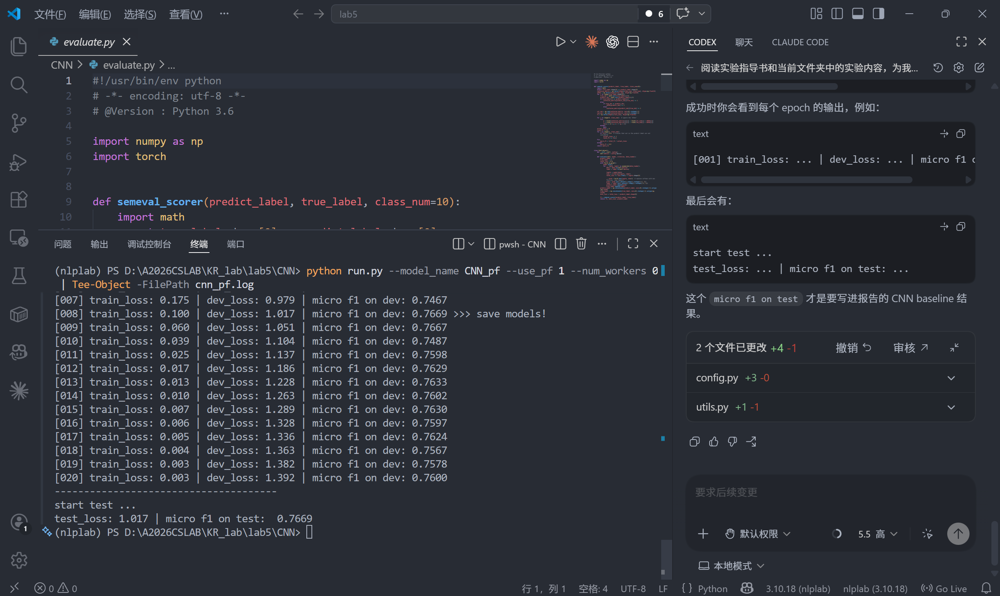 文件(F) 编辑(E) 选择(S) 查看(V) ···
lab5
6
evaluate.py
CNN > evaluate.py > ...
1 #!/usr/bin/env python
2 # -*- encoding: utf-8 -*-
3 # @Version : Python 3.6
4
5 import numpy as np
6 import torch
7
8
9 def semeval_scorer(predict_label, true_label, class_num=10):
10 import math
问题 输出 调试控制台 终端 端口
pwsh - CNN
(nlplab) PS D:\A2026CSLAB\KR_lab\lab5\CNN> python run.py --model_name CNN_pf --use_pf 1 --num_workers 0
| Tee-Object -FilePath cnn_pf.log
[007] train_loss: 0.175 | dev_loss: 0.979 | micro f1 on dev: 0.7467
[008] train_loss: 0.100 | dev_loss: 1.017 | micro f1 on dev: 0.7669 >>> save models!
[009] train_loss: 0.060 | dev_loss: 1.051 | micro f1 on dev: 0.7667
[010] train_loss: 0.039 | dev_loss: 1.104 | micro f1 on dev: 0.7487
[011] train_loss: 0.025 | dev_loss: 1.137 | micro f1 on dev: 0.7598
[012] train_loss: 0.017 | dev_loss: 1.186 | micro f1 on dev: 0.7629
[013] train_loss: 0.013 | dev_loss: 1.228 | micro f1 on dev: 0.7633
[014] train_loss: 0.010 | dev_loss: 1.263 | micro f1 on dev: 0.7602
[015] train_loss: 0.007 | dev_loss: 1.289 | micro f1 on dev: 0.7630
[016] train_loss: 0.006 | dev_loss: 1.328 | micro f1 on dev: 0.7597
[017] train_loss: 0.005 | dev_loss: 1.336 | micro f1 on dev: 0.7624
[018] train_loss: 0.004 | dev_loss: 1.363 | micro f1 on dev: 0.7567
[019] train_loss: 0.003 | dev_loss: 1.382 | micro f1 on dev: 0.7578
[020] train_loss: 0.003 | dev_loss: 1.392 | micro f1 on dev: 0.7600
--------------------------------------
start test ...
test_loss: 1.017 | micro f1 on test:  0.7669
(nlplab) PS D:\A2026CSLAB\KR_lab\lab5\CNN>
CODEX 聊天 CLAUDE CODE
阅读实验指导书和当前文件夹中的实验内容，为我...
成功时你会看到每个 epoch 的输出，例如：
text
[001] train_loss: ... | dev_loss: ... | micro f1
最后会有：
text
start test ...
test_loss: ... | micro f1 on test: ...
这个 micro f1 on test 才是要写进报告的 CNN baseline 结
果。
2 个文件已更改 +4 -1 撤销 审核
config.py +3 -0
utils.py +1 -1
要求后续变更
默认权限 5.5 高
本地模式
1
0 0 行 1，列 1 空格: 4 UTF-8 LF {} Python 3.10.18 (nlplab) nlplab (3.10.18) Go Live